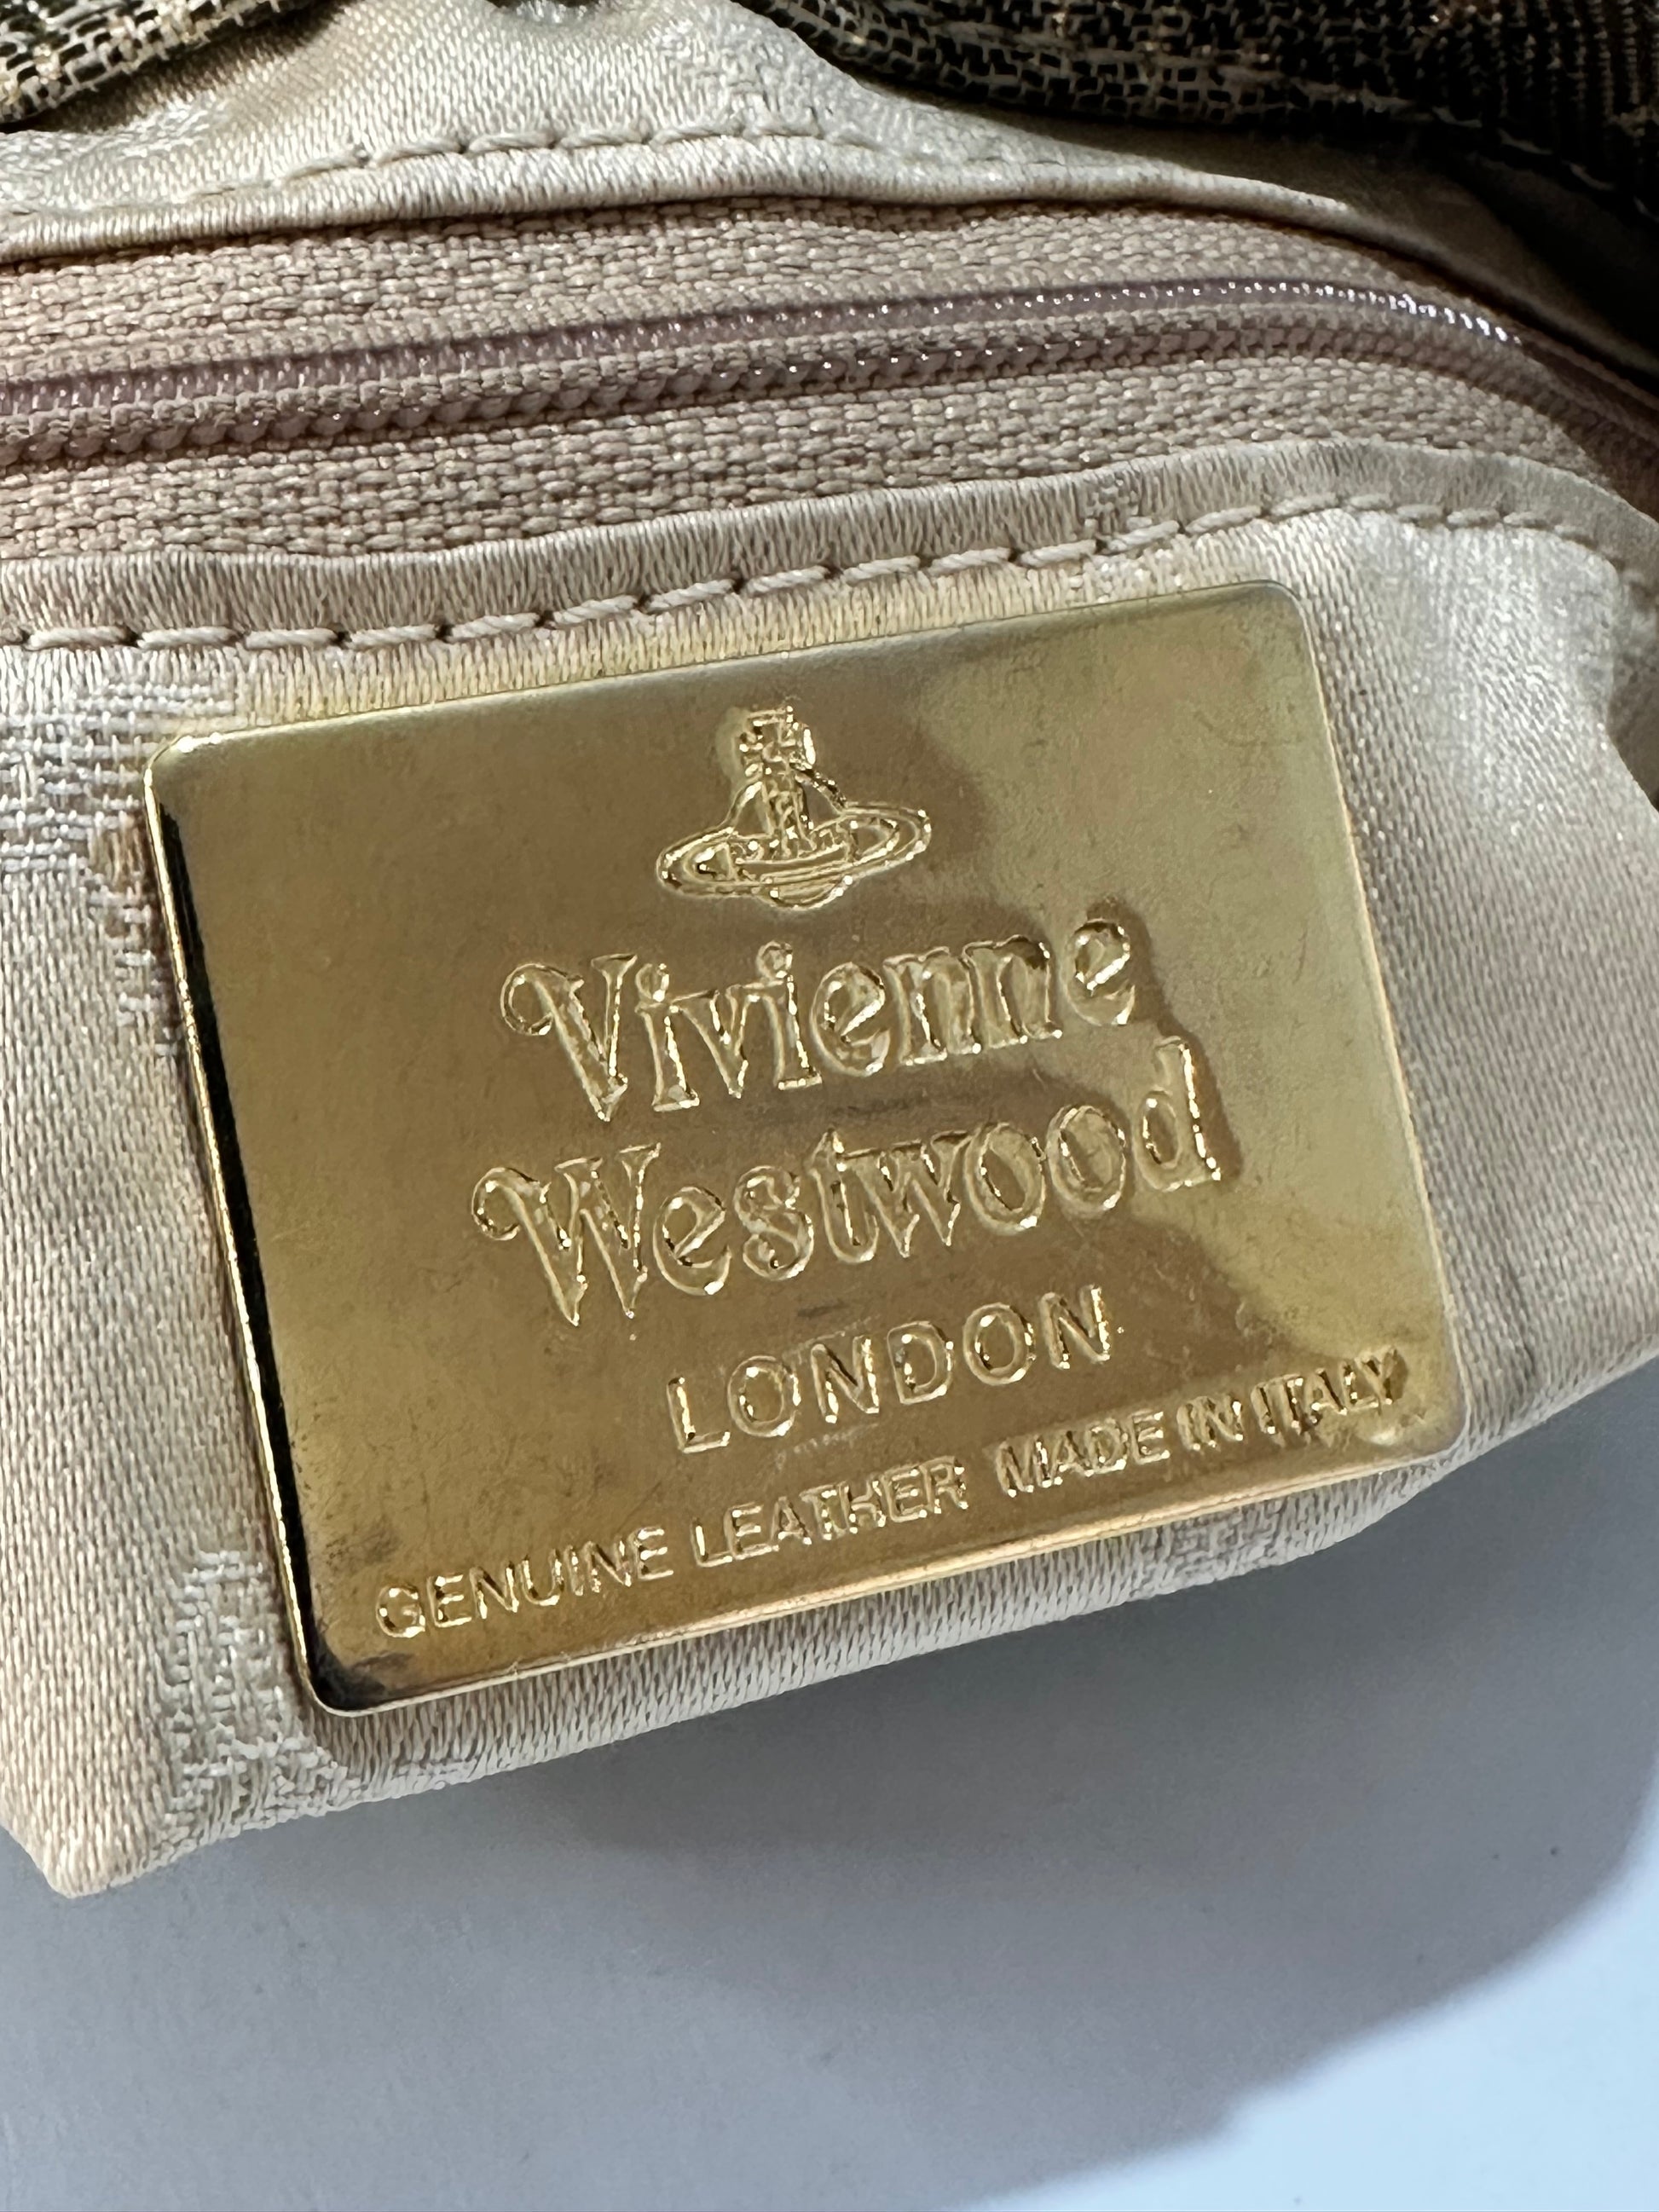 Vivienne
Westwood
LONDON
GENUINE LEATHER MADE IN ITALY